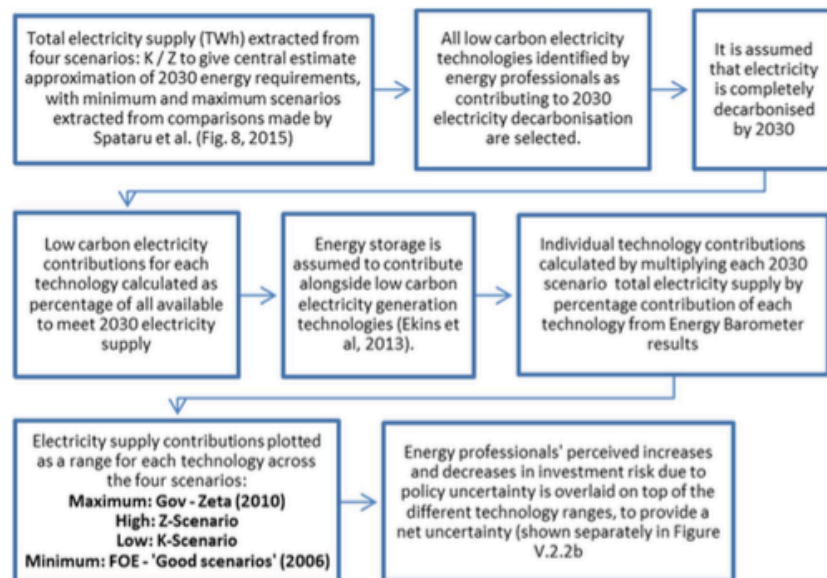 Total electricity supply (TWh) extracted from
four scenarios: K / Z to give central estimate
approximation of 2030 energy requirements,
with minimum and maximum scenarios
extracted from comparisons made by
Spataru et al. (Fig. 8, 2015)
All low carbon electricity
technologies identified by
energy professionals as
contributing to 2030
electricity decarbonisation
are selected.
It is assumed
that electricity
is completely
decarbonised
by 2030
Low carbon electricity
contributions for each
technology calculated as
percentage of all available
to meet 2030 electricity
supply
Energy storage is
assumed to contribute
alongside low carbon
electricity generation
technologies (Ekins et
al, 2013).
Individual technology contributions
calculated by multiplying each 2030
scenario total electricity supply by
percentage contribution of each
technology from Energy Barometer
results
Electricity supply contributions plotted
as a range for each technology across
the four scenarios:
Maximum: Gov - Zeta (2010)
High: Z-Scenario
Low: K-Scenario
Minimum: FOE - 'Good scenarios' (2006)
Energy professionals' perceived increases
and decreases in investment risk due to
policy uncertainty is overlaid on top of the
different technology ranges, to provide a
net uncertainty (shown separately in Figure
V.2.2b